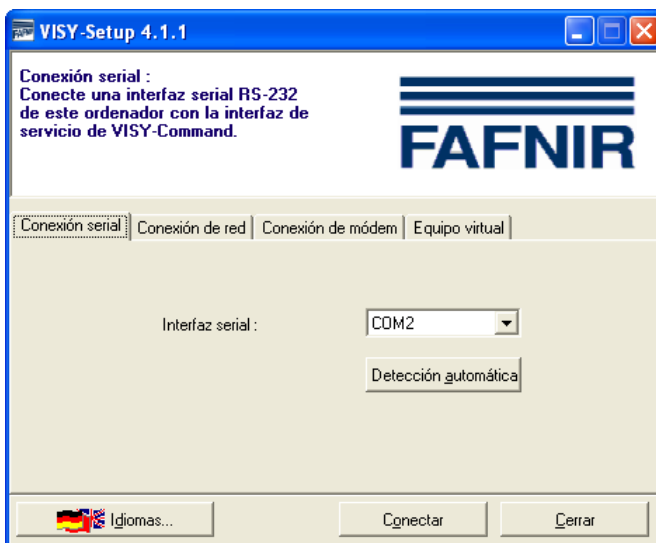 VISY-Setup 4.1.1
Conexión serial :
Conecte una interfaz serial RS-232
de este ordenador con la interfaz de
servicio de VISY-Command.
FAFNIR
Conexión serial
Conexión de red
Conexión de módem
Equipo virtual
Interfaz serial :
COM2
Detección automática
Idiomas...
Conectar
Cerrar